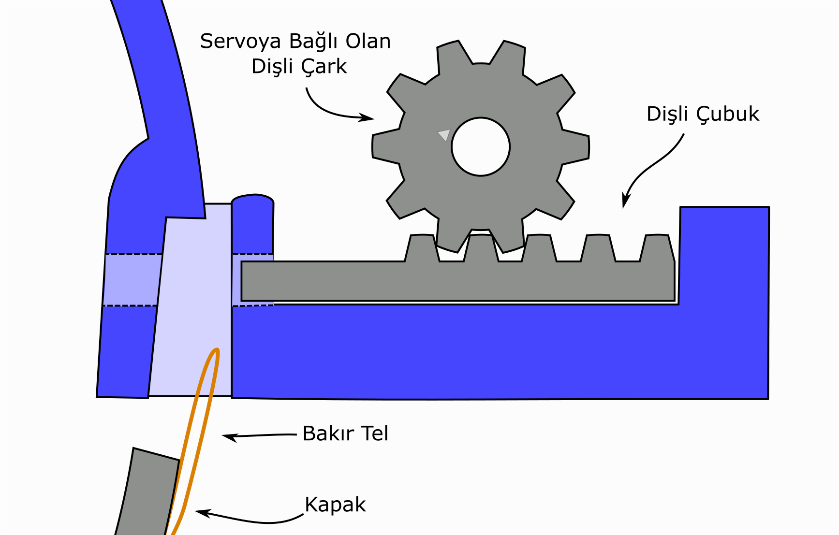 Servoya Bağlı Olan
Dişli Çark
Dişli Çubuk
Bakır Tel
Kapak